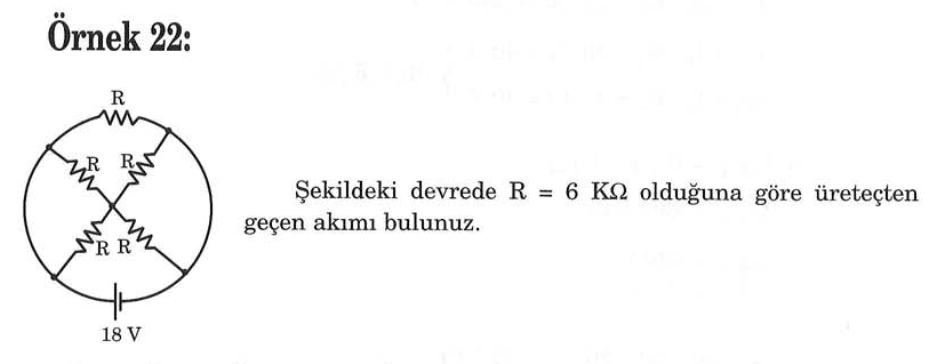 Örnek 22:
R
R R
R R
18 V
Şekildeki devrede R = 6 KΩ olduğuna göre üreteçten
geçen akımı bulunuz.